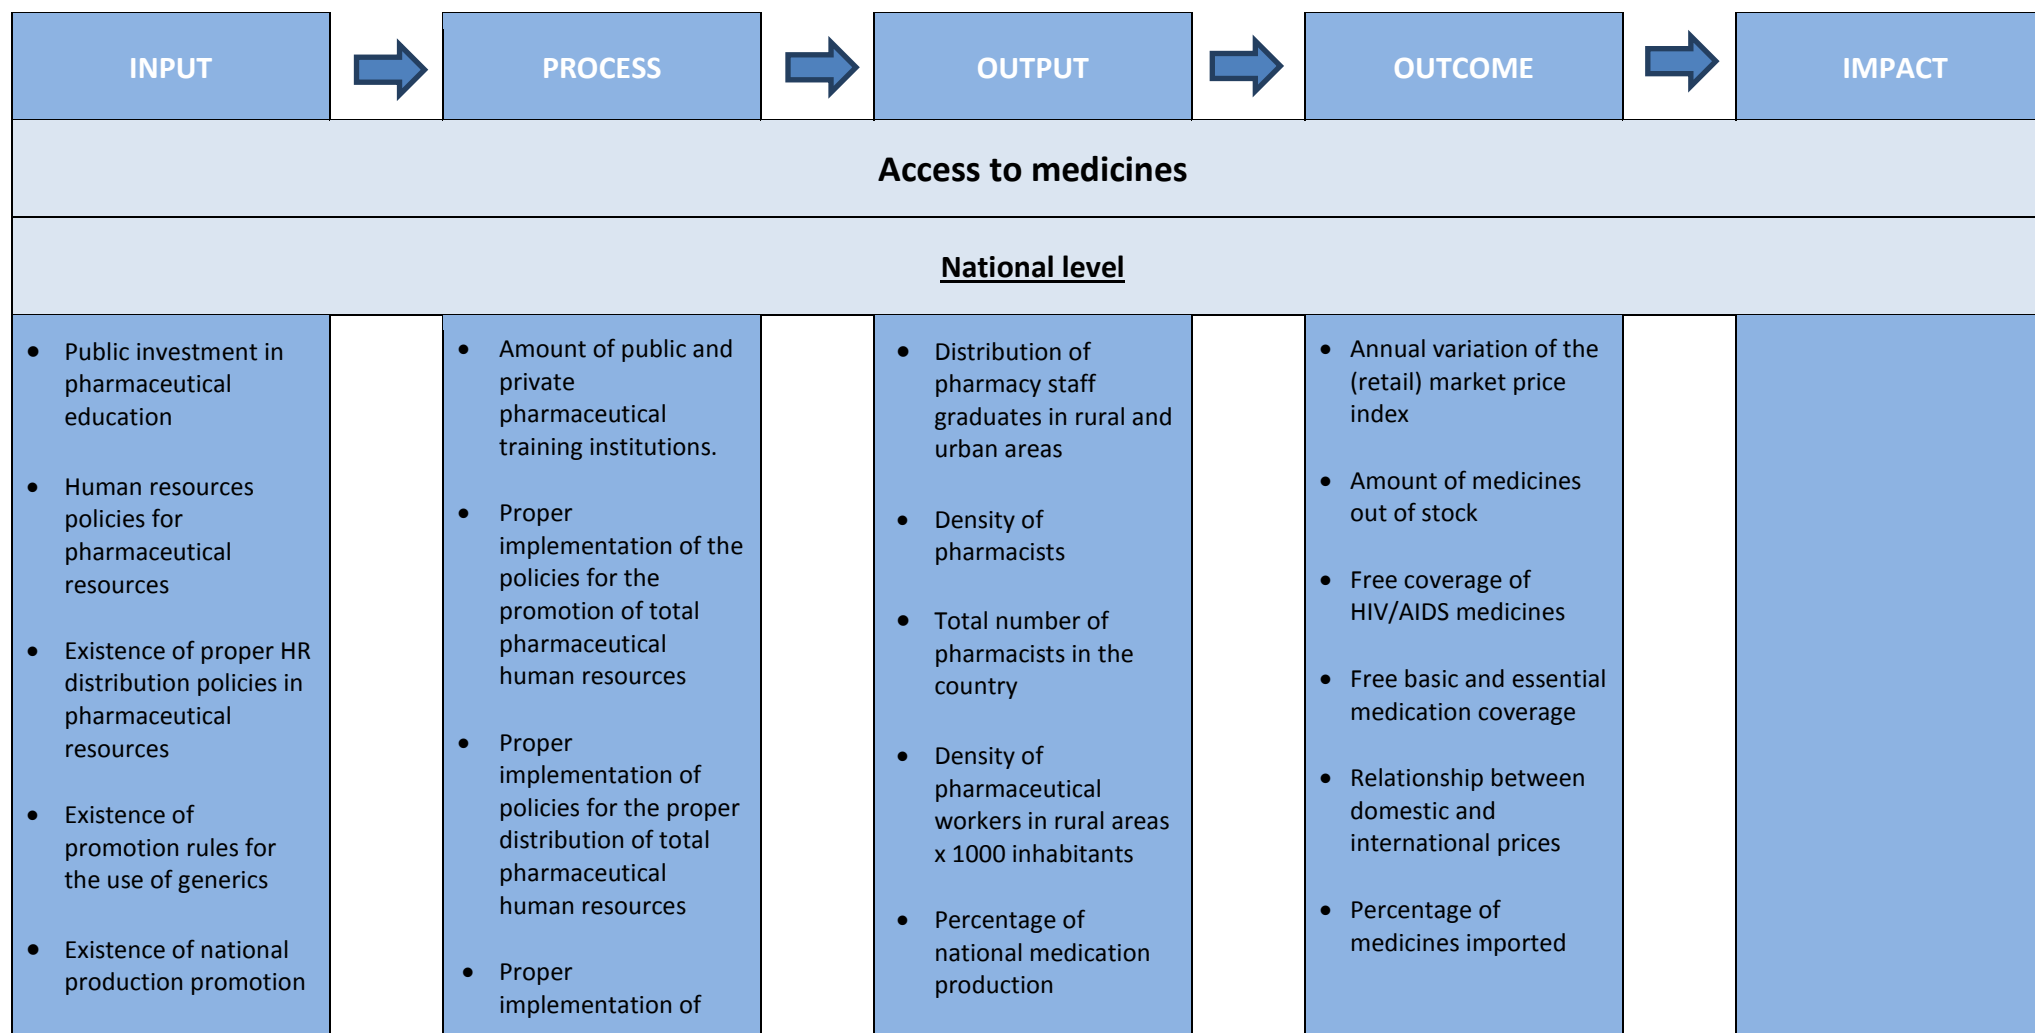 INPUT
PROCESS
OUTPUT
OUTCOME
IMPACT
Access to medicines
National level
• Public investment in
pharmaceutical
education
• Human resources
policies for
pharmaceutical
resources
• Existence of proper HR
distribution policies in
pharmaceutical
resources
• Existence of
promotion rules for
the use of generics
• Existence of national
production promotion
• Amount of public and
private
pharmaceutical
training institutions.
• Proper
implementation of the
policies for the
promotion of total
pharmaceutical
human resources
• Proper
implementation of
policies for the proper
distribution of total
pharmaceutical
human resources
• Proper
implementation of
• Distribution of
pharmacy staff
graduates in rural and
urban areas
• Density of
pharmacists
• Total number of
pharmacists in the
country
• Density of
pharmaceutical
workers in rural areas
x 1000 inhabitants
• Percentage of
national medication
production
• Annual variation of the
(retail) market price
index
• Amount of medicines
out of stock
• Free coverage of
HIV/AIDS medicines
• Free basic and essential
medication coverage
• Relationship between
domestic and
international prices
• Percentage of
medicines imported